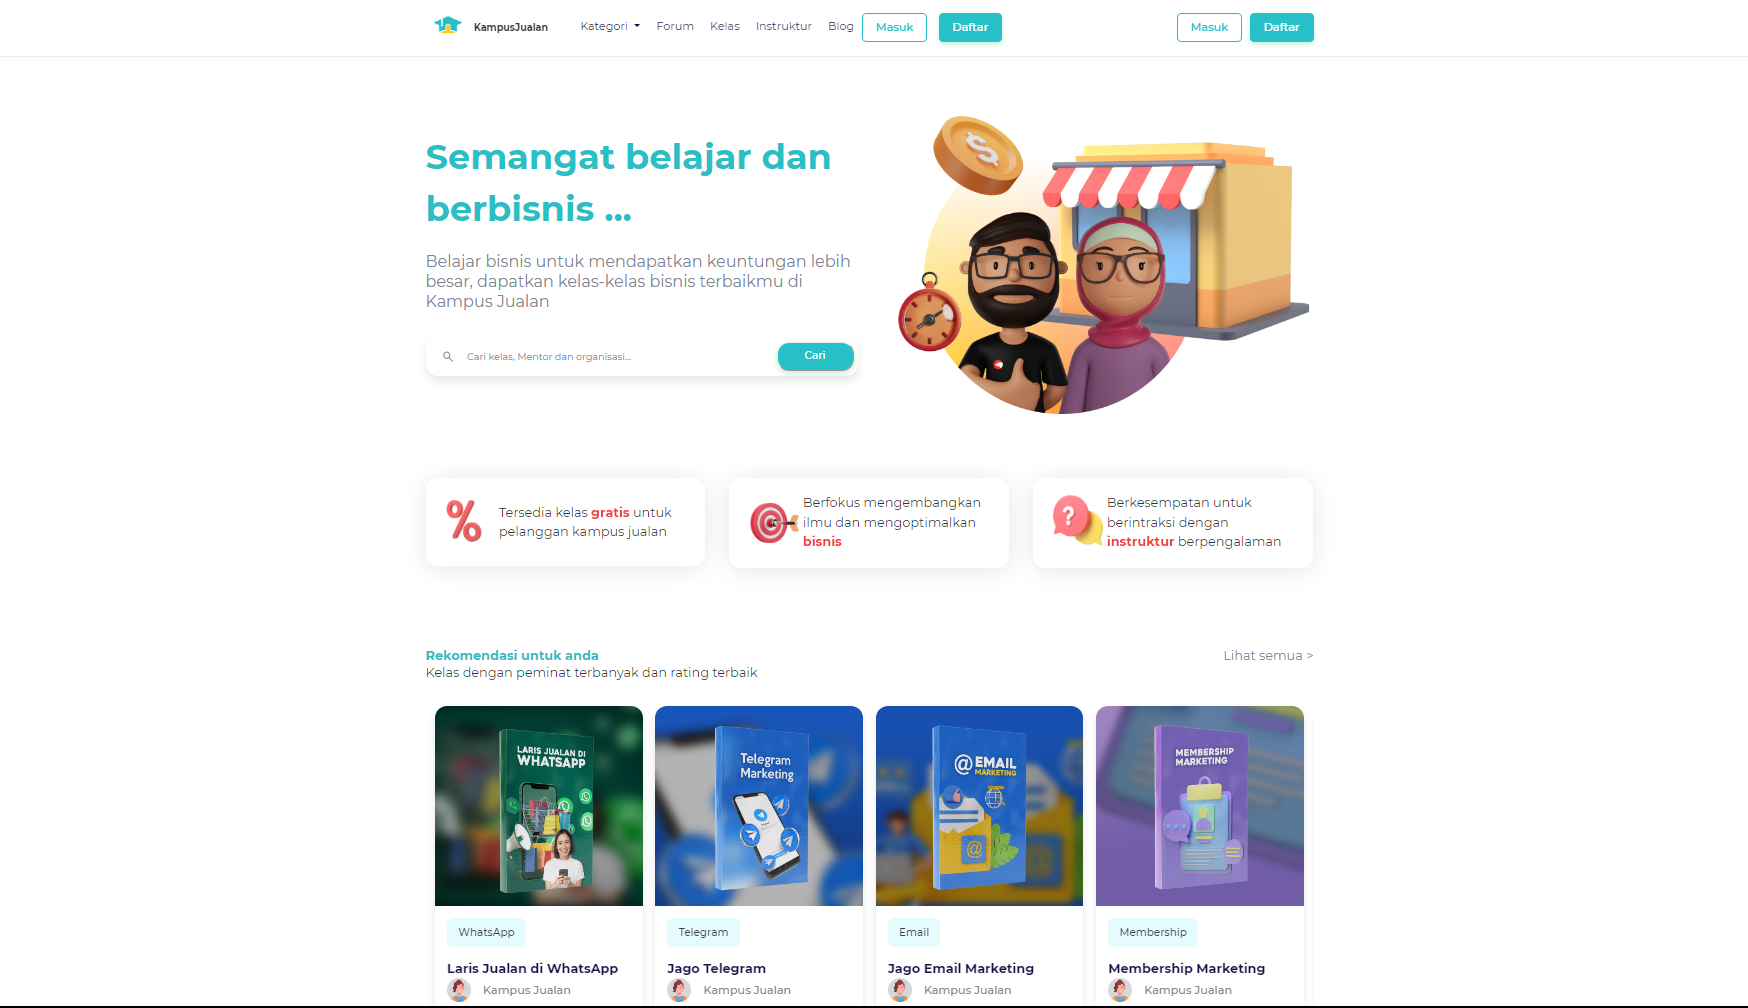 KampusJualan
Kategori
Forum
Kelas
Instruktur
Blog
Masuk
Daftar
Masuk
Daftar
Semangat belajar dan
berbisnis ...
Belajar bisnis untuk mendapatkan keuntungan lebih
besar, dapatkan kelas-kelas bisnis terbaikmu di
Kampus Jualan
Cari kelas, Mentor dan organisasi...
Cari
Tersedia kelas gratis untuk
pelanggan kampus jualan
Berfokus mengembangkan
ilmu dan mengoptimalkan
bisnis
Berkesempatan untuk
berintraksi dengan
instruktur berpengalaman
Rekomendasi untuk anda
Kelas dengan peminat terbanyak dan rating terbaik
Lihat semua >
LARIS JUALAN DI
WHATSAPP
Telegram
Marketing
@EMAIL
MARKETING
MEMBERSHIP
MARKETING
WhatsApp
Telegram
Email
Membership
Laris Jualan di WhatsApp
Jago Telegram
Jago Email Marketing
Membership Marketing
Kampus Jualan
Kampus Jualan
Kampus Jualan
Kampus Jualan